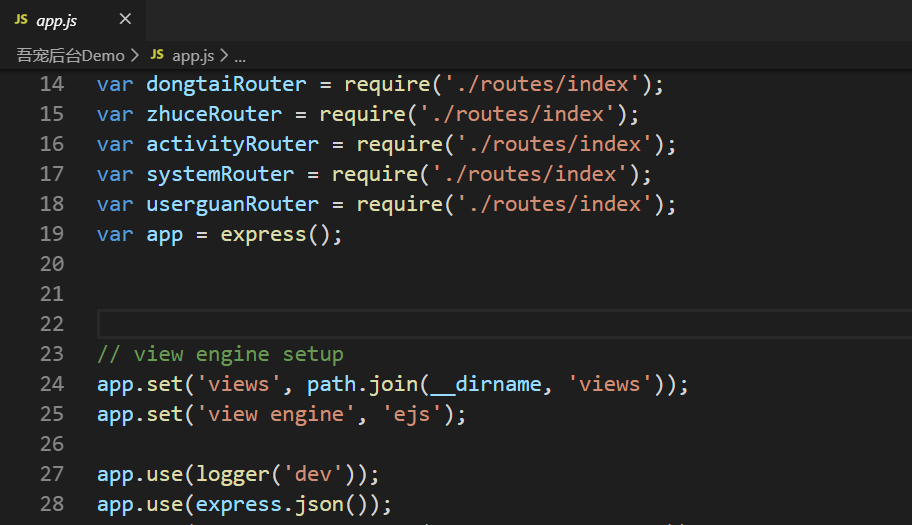 JS app.js ×
吾宠后台Demo > JS app.js > ...
14 var dongtaiRouter = require('./routes/index');
15 var zhuceRouter = require('./routes/index');
16 var activityRouter = require('./routes/index');
17 var systemRouter = require('./routes/index');
18 var userguanRouter = require('./routes/index');
19 var app = express();
20
21
22
23 // view engine setup
24 app.set('views', path.join(__dirname, 'views'));
25 app.set('view engine', 'ejs');
26
27 app.use(logger('dev'));
28 app.use(express.json());